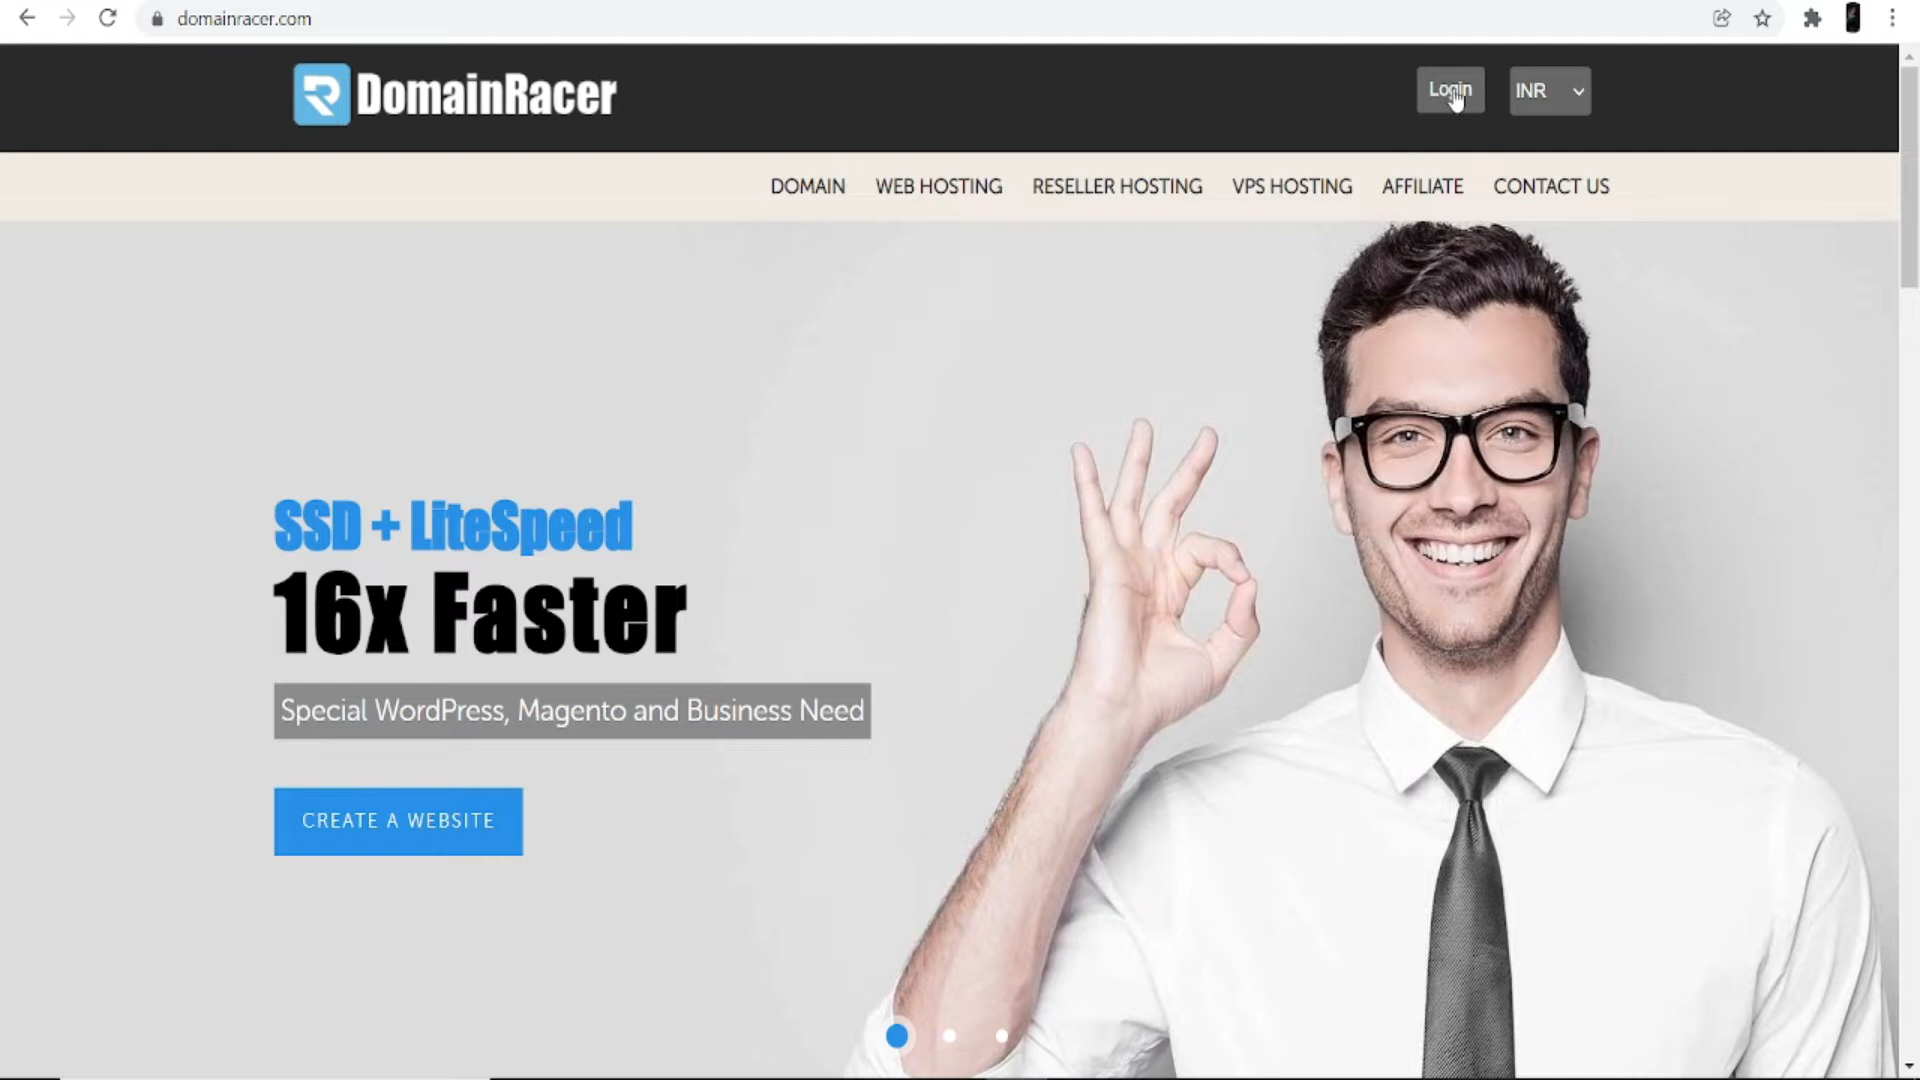 domainracer.com
DomainRacer
Login
INR
DOMAIN WEB HOSTING RESELLER HOSTING VPS HOSTING AFFILIATE CONTACT US
SSD + LiteSpeed
16x Faster
Special WordPress, Magento and Business Need
CREATE A WEBSITE